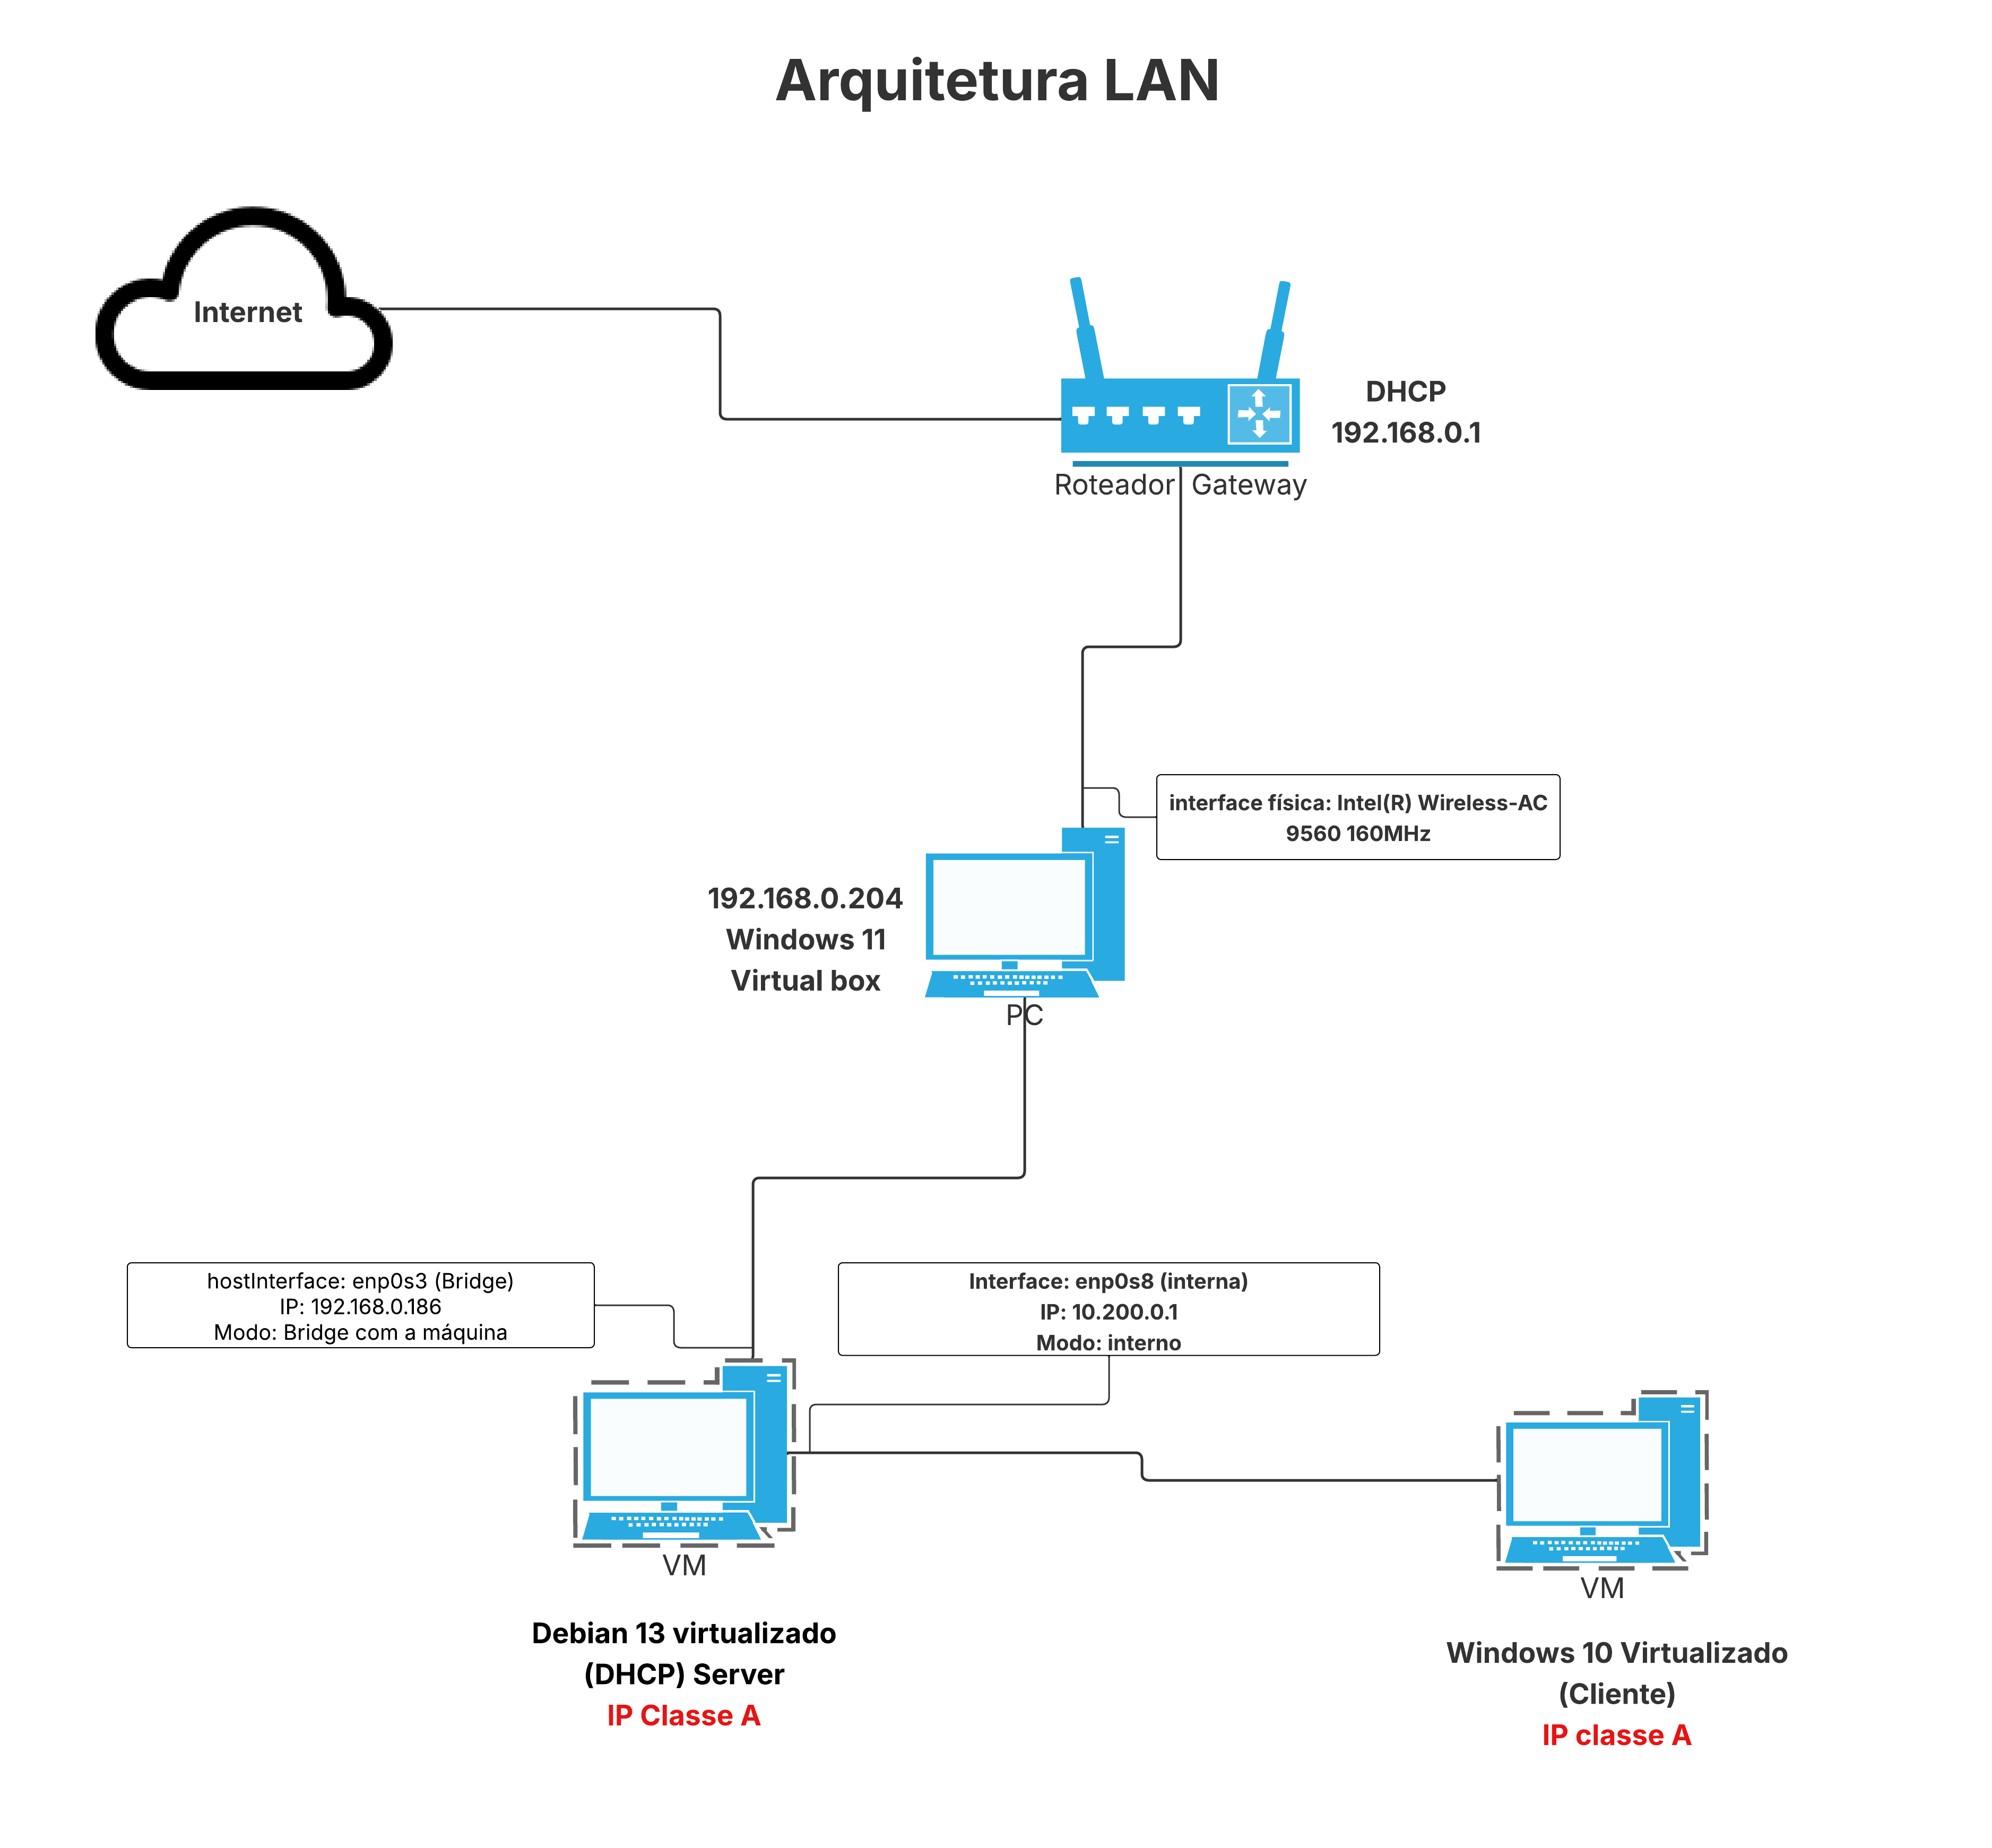 Arquitetura LAN
Internet
DHCP
192.168.0.1
Roteador Gateway
interface física: Intel(R) Wireless-AC
9560 160MHz
192.168.0.204
Windows 11
Virtual box
PC
hostInterface: enp0s3 (Bridge)
IP: 192.168.0.186
Modo: Bridge com a máquina
Interface: enp0s8 (interna)
IP: 10.200.0.1
Modo: interno
VM
Debian 13 virtualizado
(DHCP) Server
IP Classe A
VM
Windows 10 Virtualizado
(Cliente)
IP classe A